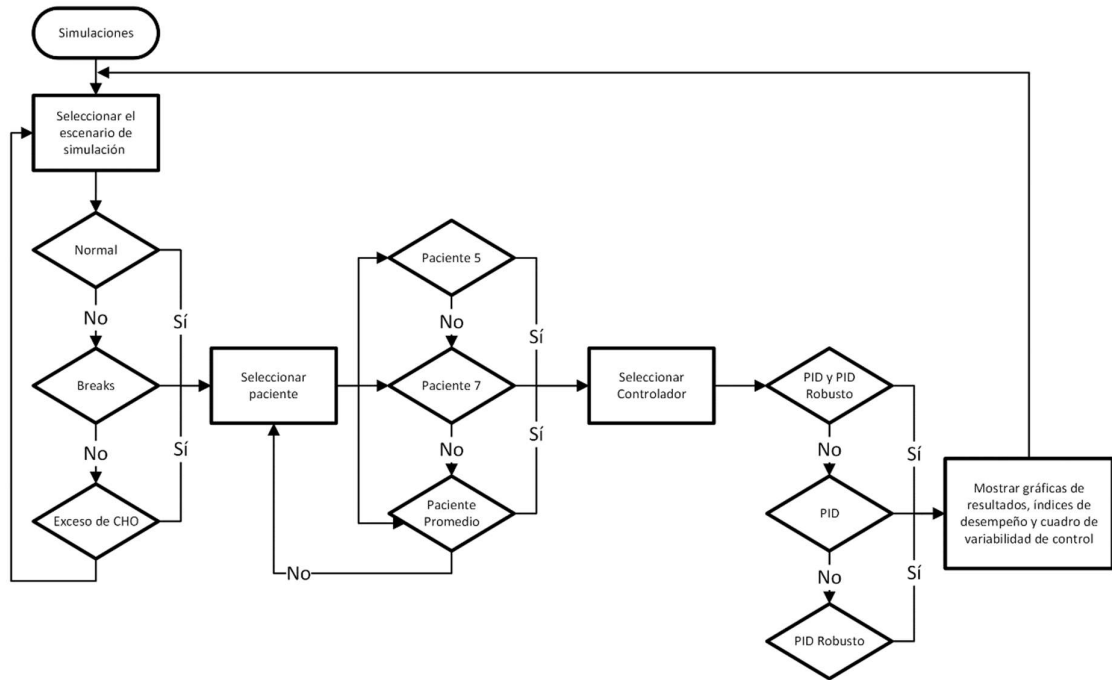 Simulaciones
Seleccionar el
escenario de
simulación
Normal
No
Sí
Breaks
No
Sí
Exceso de CHO
Seleccionar
paciente
Paciente 5
No
Sí
Paciente 7
No
Sí
Paciente
Promedio
No
Seleccionar
Controlador
PID y PID
Robusto
No
Sí
PID
No
Sí
PID Robusto
Mostrar gráficas de
resultados, índices de
desempeño y cuadro de
variabilidad de control